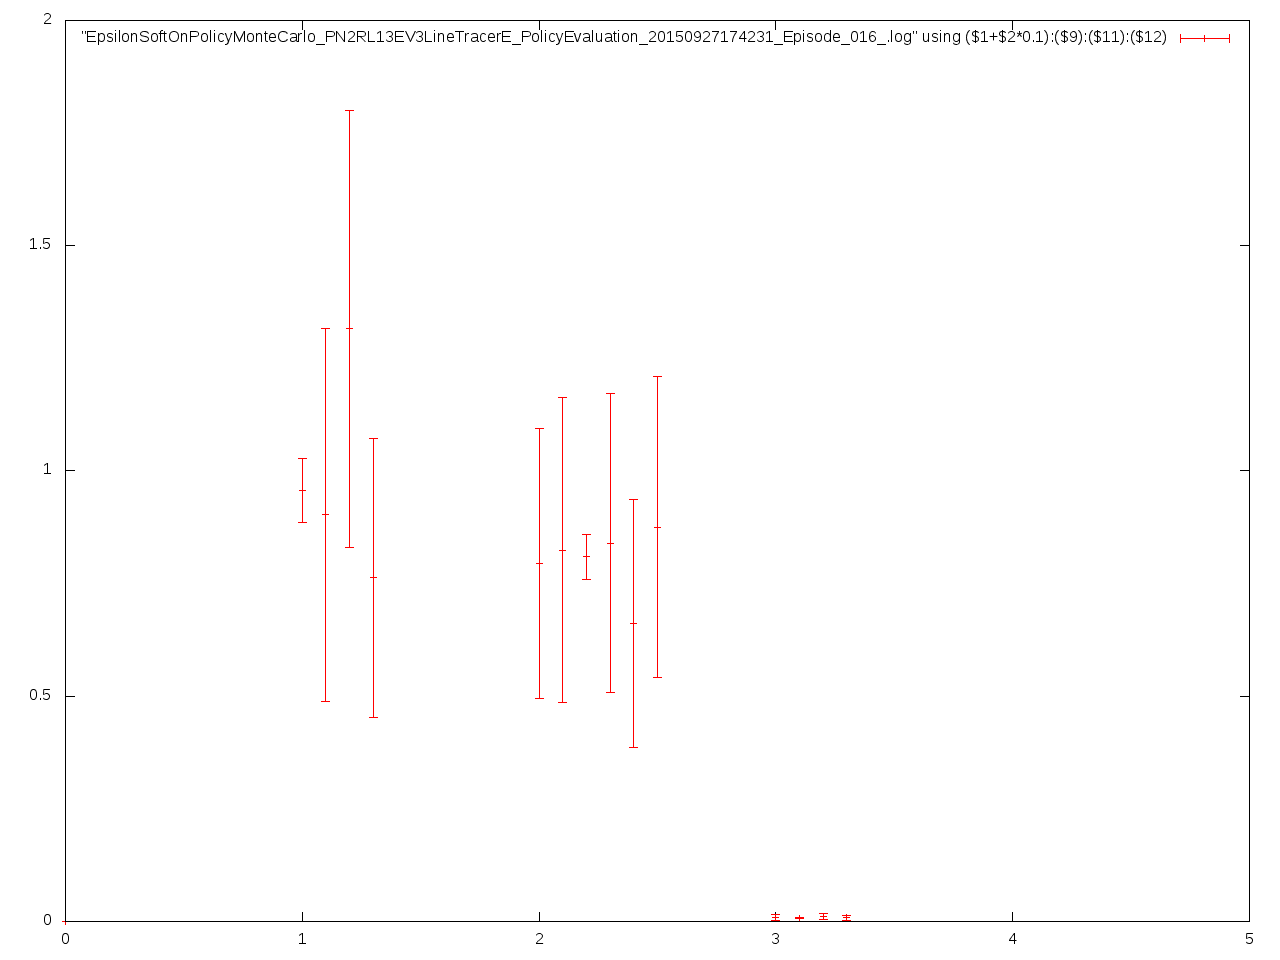 2
"EpsilonSoftOnPolicyMonteCarlo_PN2RL13EV3LineTracerE_PolicyEvaluation_20150927174231_Episode_016_.log" using ($1+$2*0.1):($9):($11):($12)
1.5
1
0.5
0
0 1 2 3 4 5